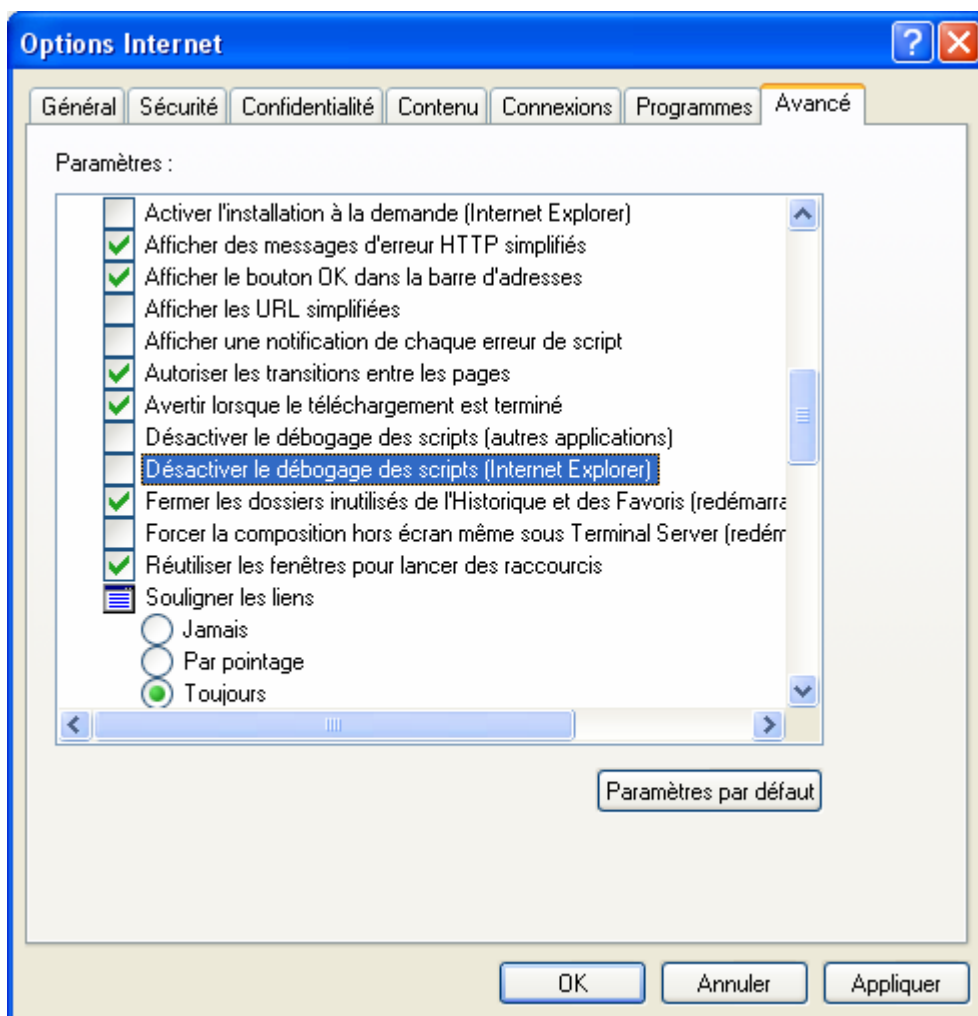 Options Internet
Général Sécurité Confidentialité Contenu Connexions Programmes Avancé
Paramètres :
Activer l'installation à la demande (Internet Explorer)
Afficher des messages d'erreur HTTP simplifiés
Afficher le bouton OK dans la barre d'adresses
Afficher les URL simplifiées
Afficher une notification de chaque erreur de script
Autoriser les transitions entre les pages
Avertir lorsque le téléchargement est terminé
Désactiver le débogage des scripts (autres applications)
Désactiver le débogage des scripts (Internet Explorer)
Fermer les dossiers inutilisés de l'Historique et des Favoris (redémarra
Forcer la composition hors écran même sous Terminal Server (redém
Réutiliser les fenêtres pour lancer des raccourcis
Souligner les liens
Jamais
Par pointage
Toujours
Paramètres par défaut
OK Annuler Appliquer